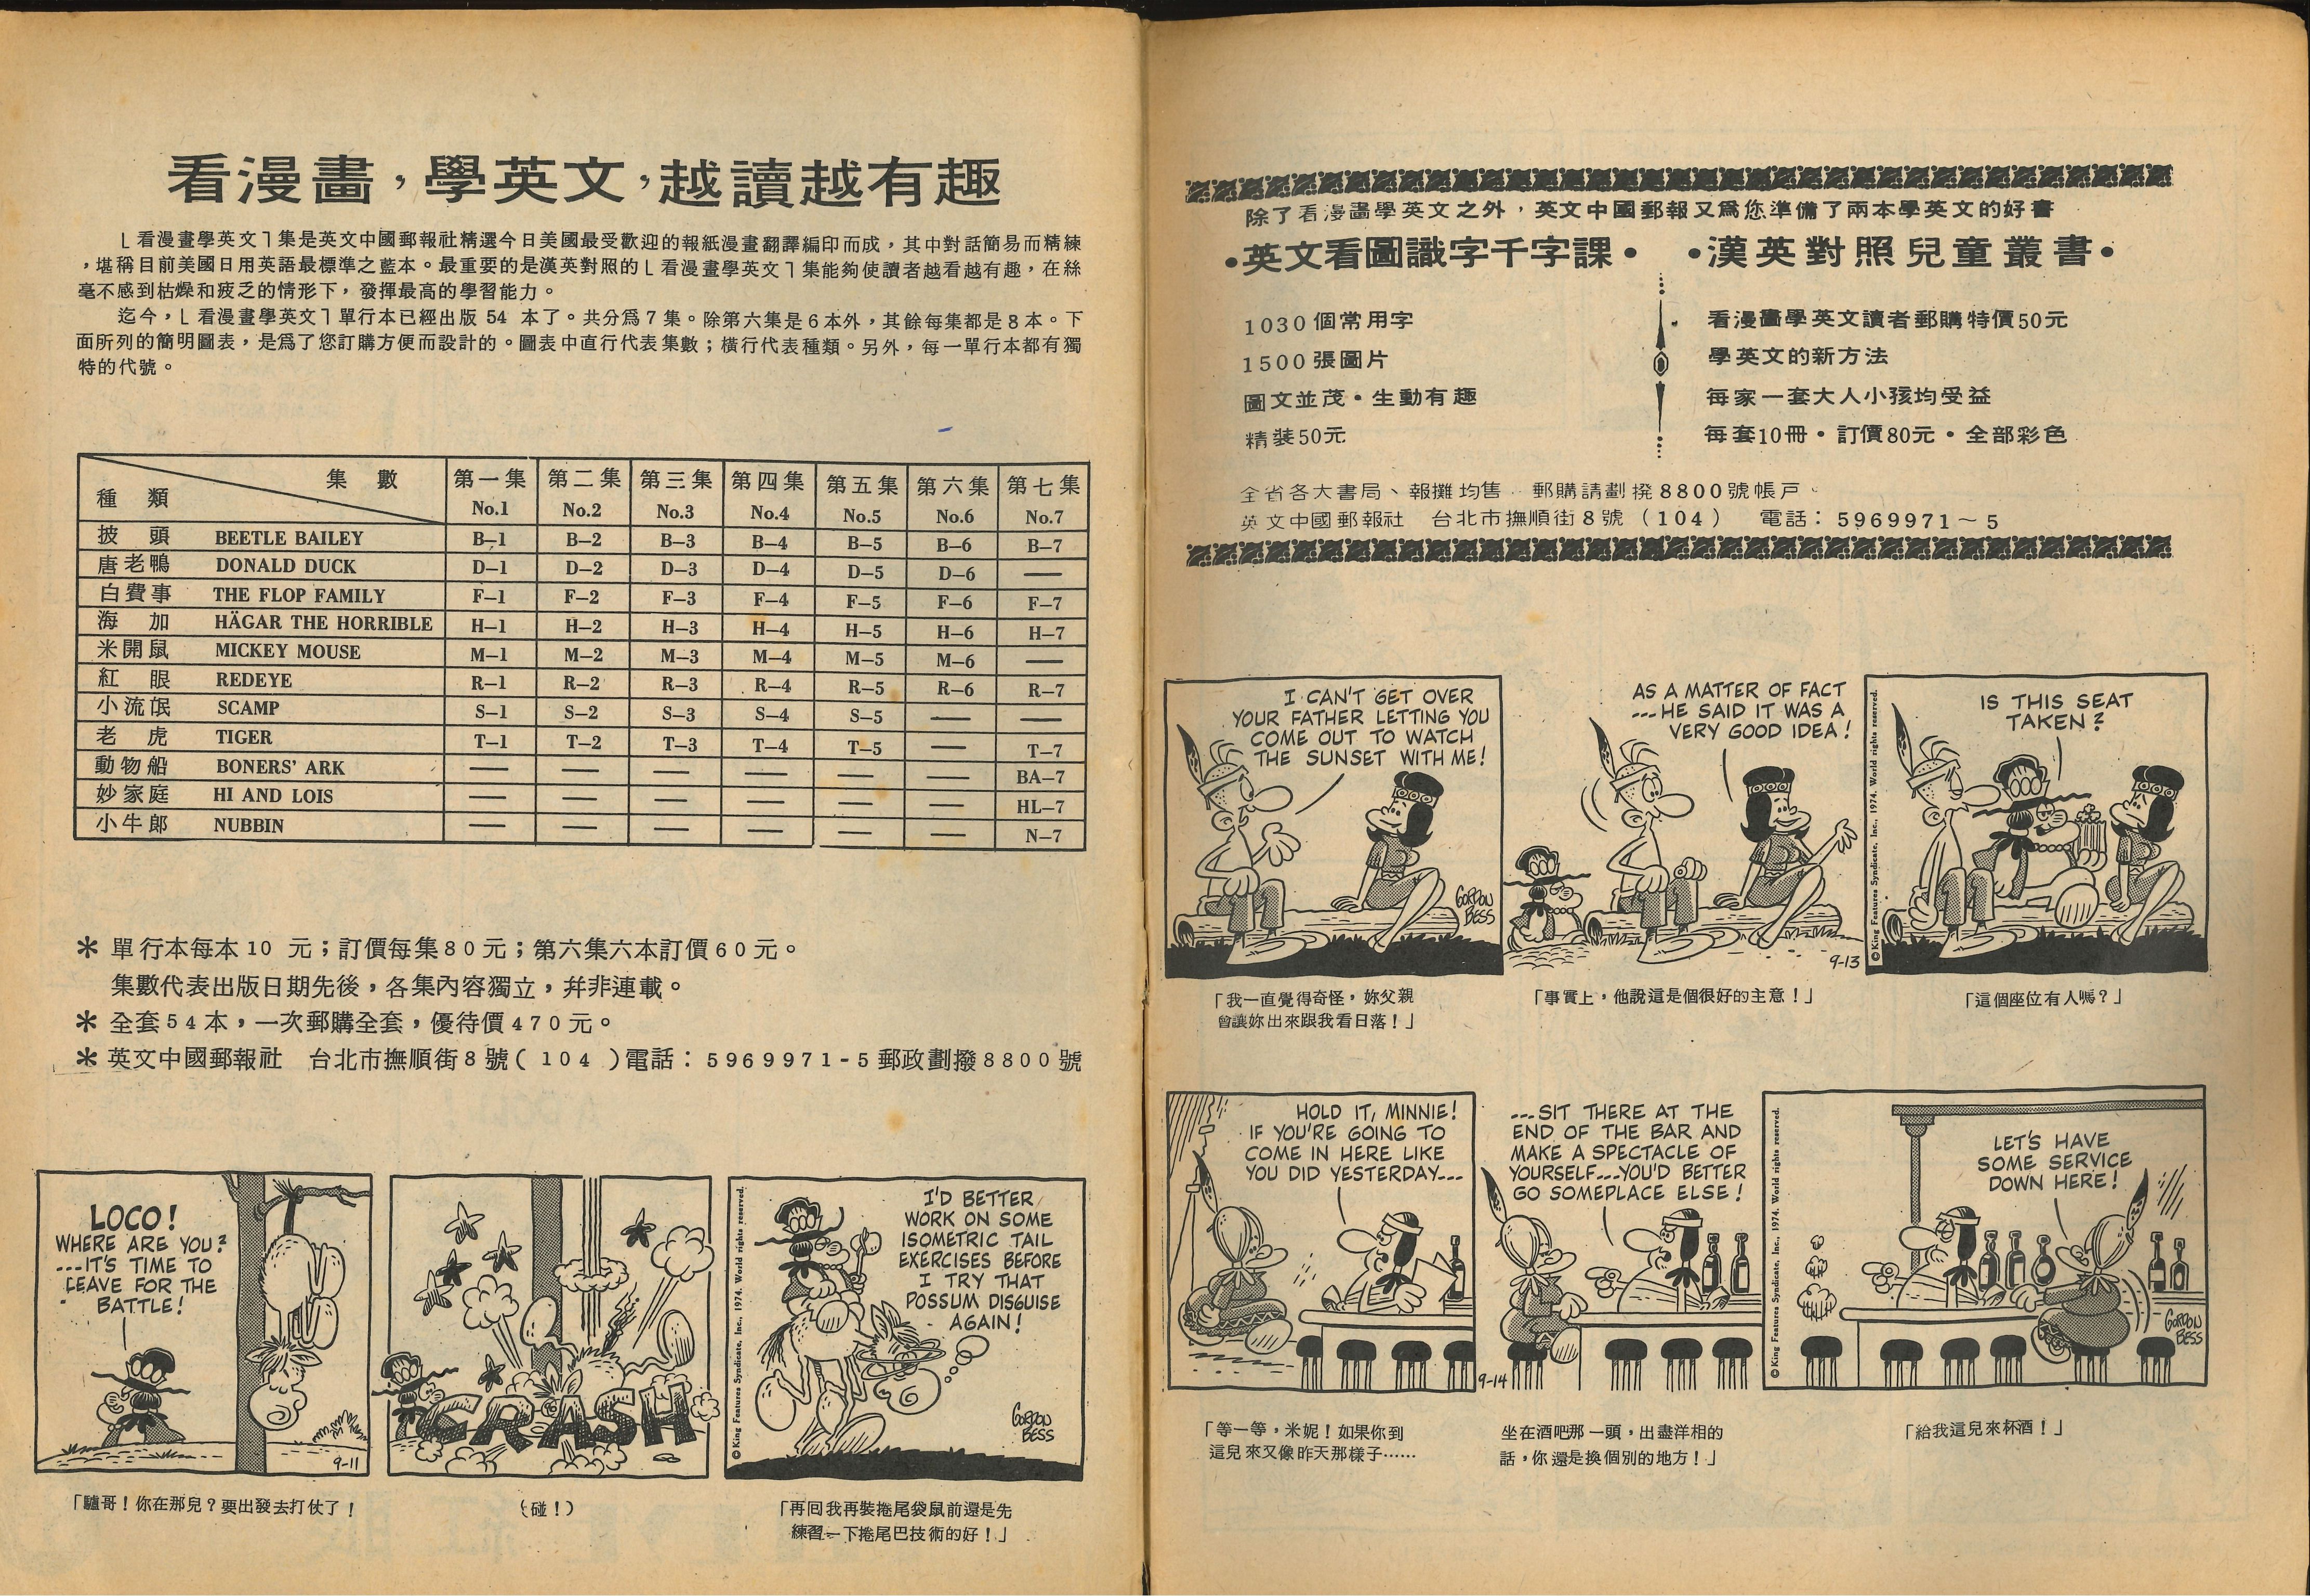 看漫畫，學英文，越讀越有趣
「看漫畫學英文」集是英文中國郵報社精選今日美國最受歡迎的報紙漫畫翻譯編印而成，其中對話簡易而精練
，堪稱目前美國日用英語最標準之藍本。最重要的是漢英對照的「看漫畫學英文」集能夠使讀者越看越有趣，在絲
毫不感到枯燥和疲乏的情形下，發揮最高的學習能力。
迄今，「看漫畫學英文」單行本已經出版 54 本了。共分爲 7 集。除第六集是 6 本外，其餘每集都是 8 本。下
面所列的簡明圖表，是爲了您訂購方便而設計的。圖表中直行代表集數；橫行代表種類。另外，每一單行本都有獨
特的代號。
種類 集數 第一集 No.1 第二集 No.2 第三集 No.3 第四集 No.4 第五集 No.5 第六集 No.6 第七集 No.7
披頭 BEETLE BAILEY B–1 B–2 B–3 B–4 B–5 B–6 B–7
唐老鴨 DONALD DUCK D–1 D–2 D–3 D–4 D–5 D–6 —
白費事 THE FLOP FAMILY F–1 F–2 F–3 F–4 F–5 F–6 F–7
海加 HÄGAR THE HORRIBLE H–1 H–2 H–3 H–4 H–5 H–6 H–7
米開鼠 MICKEY MOUSE M–1 M–2 M–3 M–4 M–5 M–6 —
紅眼 REDEYE R–1 R–2 R–3 R–4 R–5 R–6 R–7
小流氓 SCAMP S–1 S–2 S–3 S–4 S–5 — —
老虎 TIGER T–1 T–2 T–3 T–4 T–5 — T–7
動物船 BONERS' ARK — — — — — — BA–7
妙家庭 HI AND LOIS — — — — — — HL–7
小牛郎 NUBBIN — — — — — — N–7
＊ 單行本每本 10 元；訂價每集 80 元；第六集六本訂價 60 元。
集數代表出版日期先後，各集內容獨立，并非連載。
＊ 全套 54 本，一次郵購全套，優待價 470 元。
＊ 英文中國郵報社 台北市撫順街 8 號（104）電話：5969971-5 郵政劃撥 8800 號
LOCO!
WHERE ARE YOU?
---IT'S TIME TO
LEAVE FOR THE
BATTLE!
9-11
CRASH
© King Features Syndicate, Inc., 1974. World rights reserved.
I'D BETTER
WORK ON SOME
ISOMETRIC TAIL
EXERCISES BEFORE
I TRY THAT
POSSUM DISGUISE
AGAIN!
GORDON
BESS
「驢哥！你在那兒？要出發去打仗了！
（碰！）
「再回我再裝捲尾袋鼠前還是先
練習一下捲尾巴技術的好！」
除了看漫畫學英文之外，英文中國郵報又爲您準備了兩本學英文的好書
•英文看圖識字千字課•
•漢英對照兒童叢書•
1030 個常用字
1500 張圖片
圖文並茂•生動有趣
精裝50元
看漫畫學英文讀者郵購特價50元
學英文的新方法
每家一套大人小孩均受益
每套10冊•訂價80元•全部彩色
全省各大書局、報攤均售 郵購請劃撥 8800 號帳戶
英文中國郵報社 台北市撫順街 8 號（104） 電話：5969971～5
I CAN'T GET OVER
YOUR FATHER LETTING YOU
COME OUT TO WATCH
THE SUNSET WITH ME!
GORDON
BESS
AS A MATTER OF FACT
---HE SAID IT WAS A
VERY GOOD IDEA!
9-13
© King Features Syndicate, Inc., 1974. World rights reserved.
IS THIS SEAT
TAKEN?
「我一直覺得奇怪，妳父親
曾讓妳出來跟我看日落！」
「事實上，他說這是個很好的主意！」
「這個座位有人嗎？」
HOLD IT, MINNIE!
IF YOU'RE GOING TO
COME IN HERE LIKE
YOU DID YESTERDAY---
---SIT THERE AT THE
END OF THE BAR AND
MAKE A SPECTACLE OF
YOURSELF---YOU'D BETTER
GO SOMEPLACE ELSE!
9-14
© King Features Syndicate, Inc., 1974. World rights reserved.
LET'S HAVE
SOME SERVICE
DOWN HERE!
GORDON
BESS
「等一等，米妮！如果你到
這兒來又像昨天那樣子……
坐在酒吧那一頭，出盡洋相的
話，你還是換個別的地方！」
「給我這兒來杯酒！」